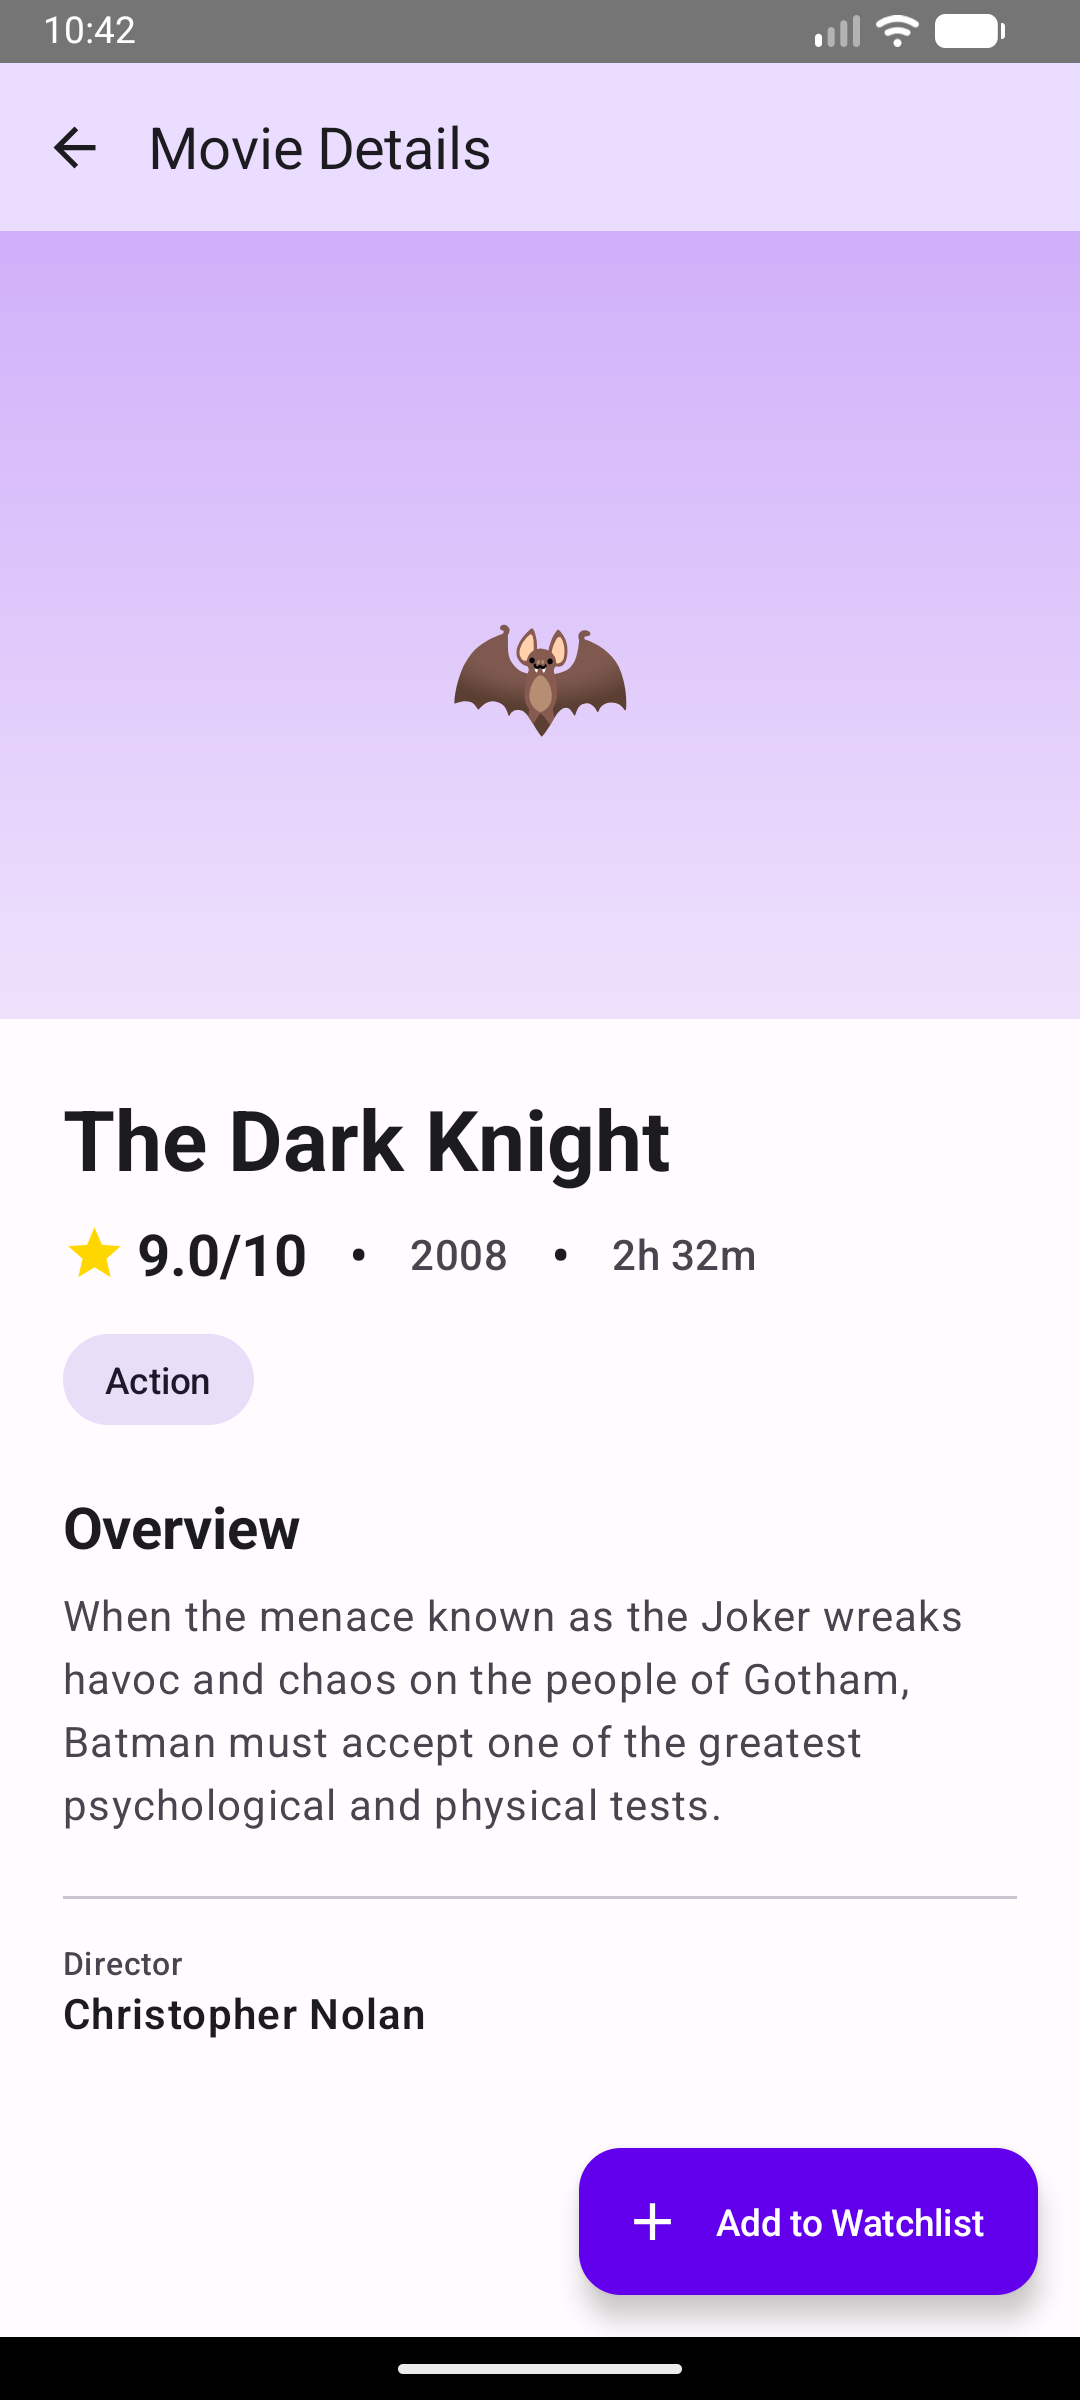 10:42
Movie Details
The Dark Knight
9.0/10 • 2008 • 2h 32m
Action
Overview
When the menace known as the Joker wreaks
havoc and chaos on the people of Gotham,
Batman must accept one of the greatest
psychological and physical tests.
Director
Christopher Nolan
Add to Watchlist